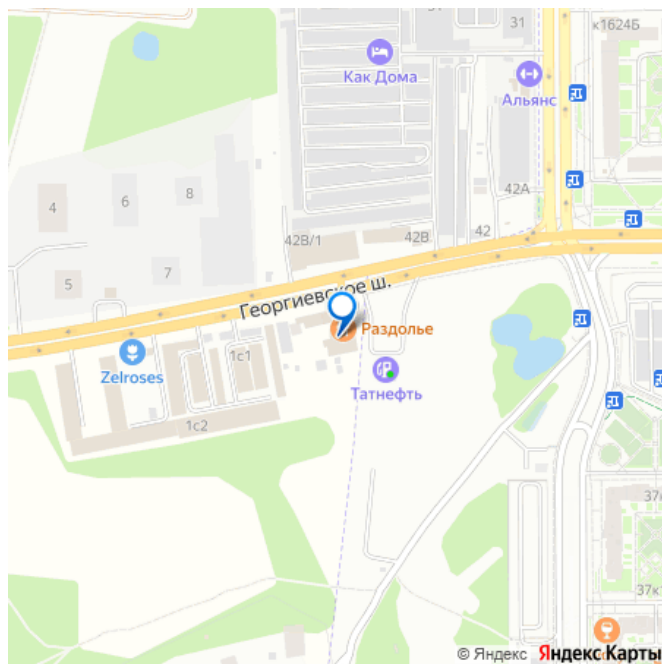 31
к1624Б
Как Дома
Альянс
42А
4
6
8
42В/1
42В
42
5
7
Георгиевское ш.
Раздолье
1с1
Zelroses
Татнефть
1с2
37к
37к1
© Яндекс Яндекс Карты